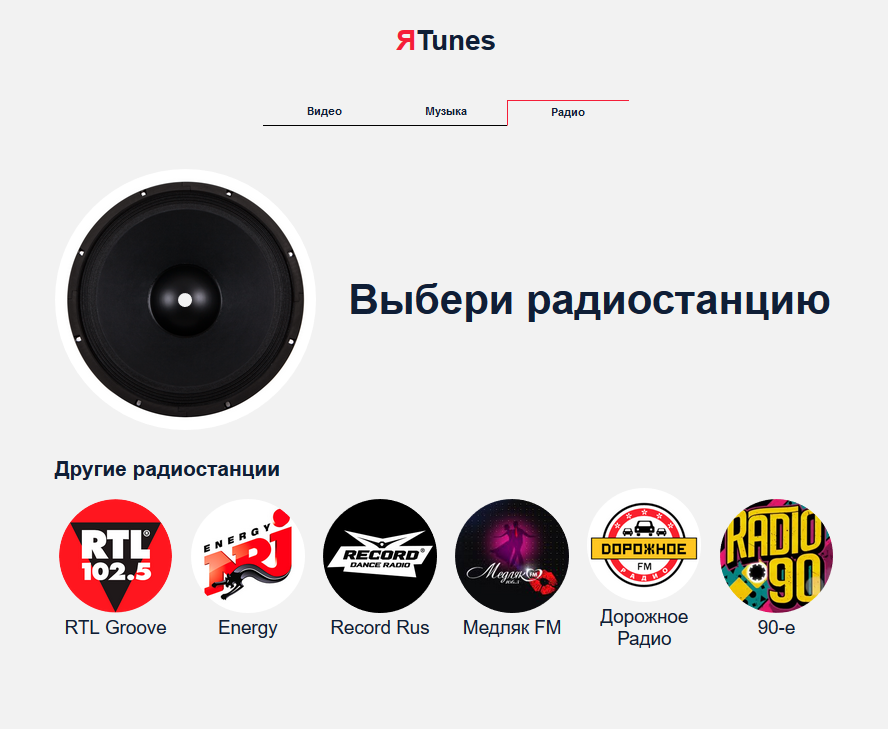 ЯTunes
Видео
Музыка
Радио
Выбери радиостанцию
Другие радиостанции
RTL®
102.5
RTL Groove
ENERGY
NRJ
Energy
RECORD®
DANCE RADIO
Record Rus
Медляк FM
Медляк FM
ДОРОЖНОЕ
FM
РАДИО
Дорожное
Радио
RADIO
90
90-е